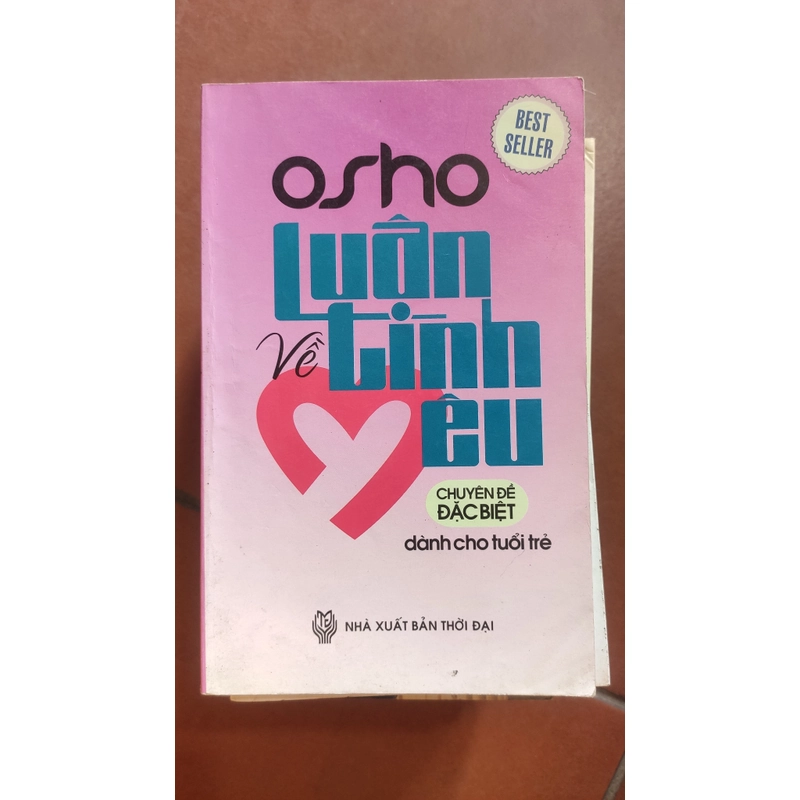 BEST
SELLER
osho
Luận
Về tình
yêu
CHUYÊN ĐỀ
ĐẶC BIỆT
dành cho tuổi trẻ
NHÀ XUẤT BẢN THỜI ĐẠI